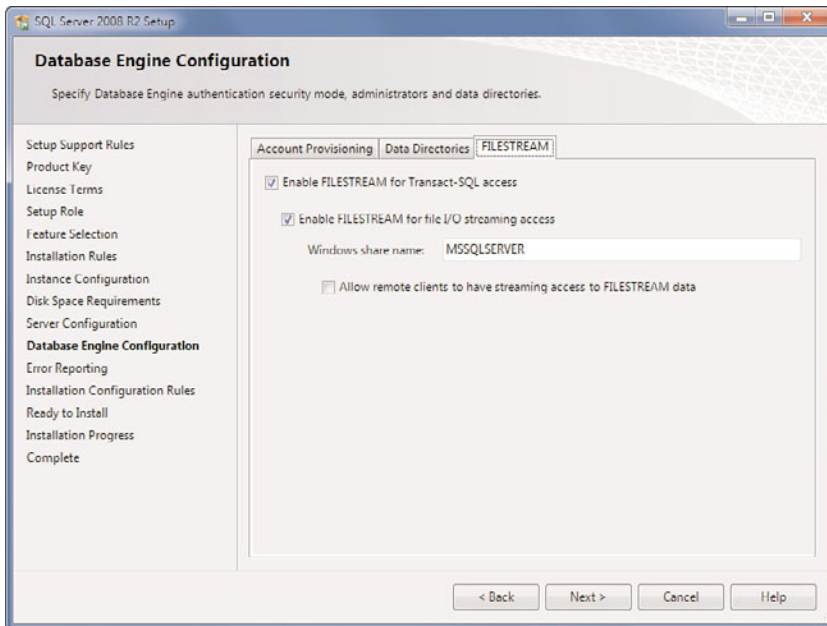 SQL Server 2008 R2 Setup
Database Engine Configuration
Specify Database Engine authentication security mode, administrators and data directories.
Setup Support Rules
Product Key
License Terms
Setup Role
Feature Selection
Installation Rules
Instance Configuration
Disk Space Requirements
Server Configuration
Database Engine Configuration
Error Reporting
Installation Configuration Rules
Ready to Install
Installation Progress
Complete
Account Provisioning Data Directories FILESTREAM
Enable FILESTREAM for Transact-SQL access
Enable FILESTREAM for file I/O streaming access
Windows share name: MSSQLSERVER
Allow remote clients to have streaming access to FILESTREAM data
< Back Next > Cancel Help